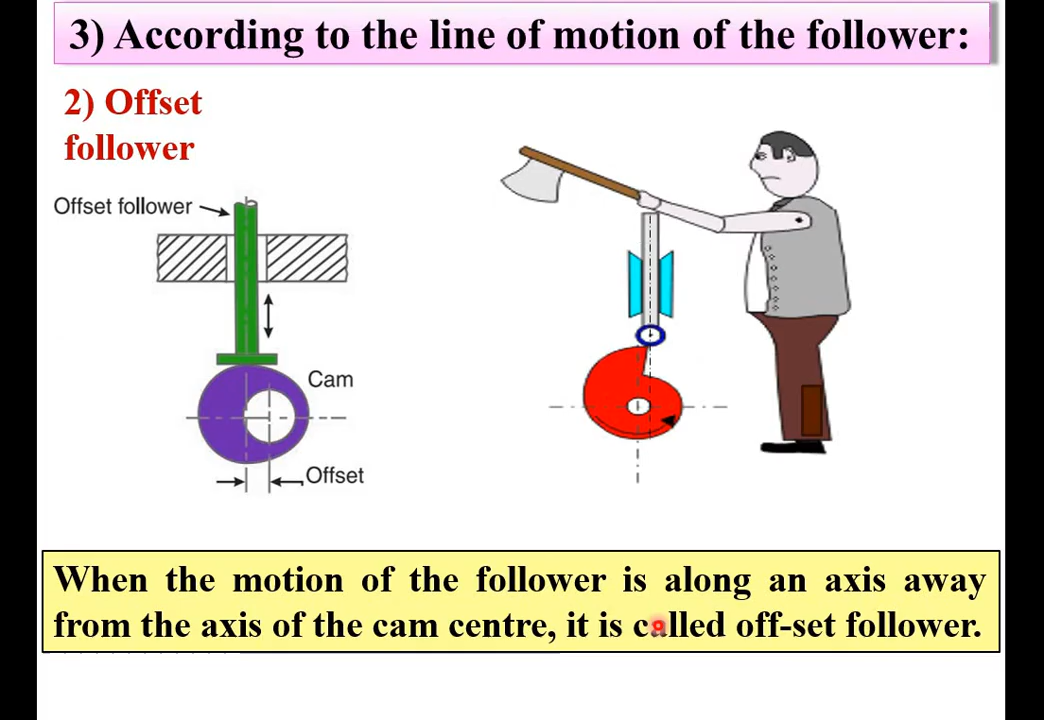 3) According to the line of motion of the follower:
2) Offset
follower
Offset follower
Cam
Offset
When the motion of the follower is along an axis away
from the axis of the cam centre, it is called off-set follower.